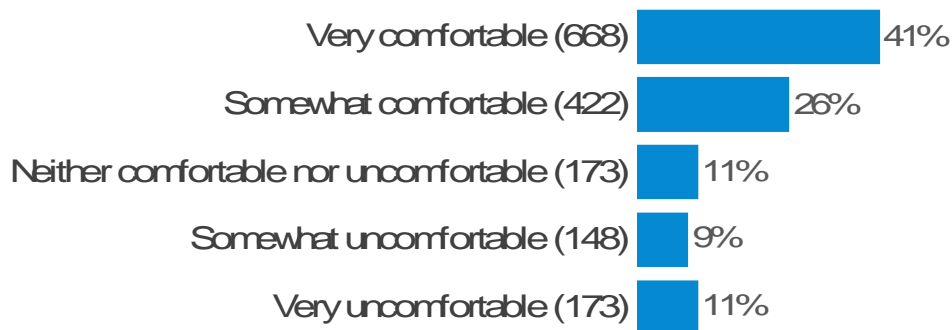 Very comfortable (668) 41%
Somewhat comfortable (422) 26%
Neither comfortable nor uncomfortable (173) 11%
Somewhat uncomfortable (148) 9%
Very uncomfortable (173) 11%